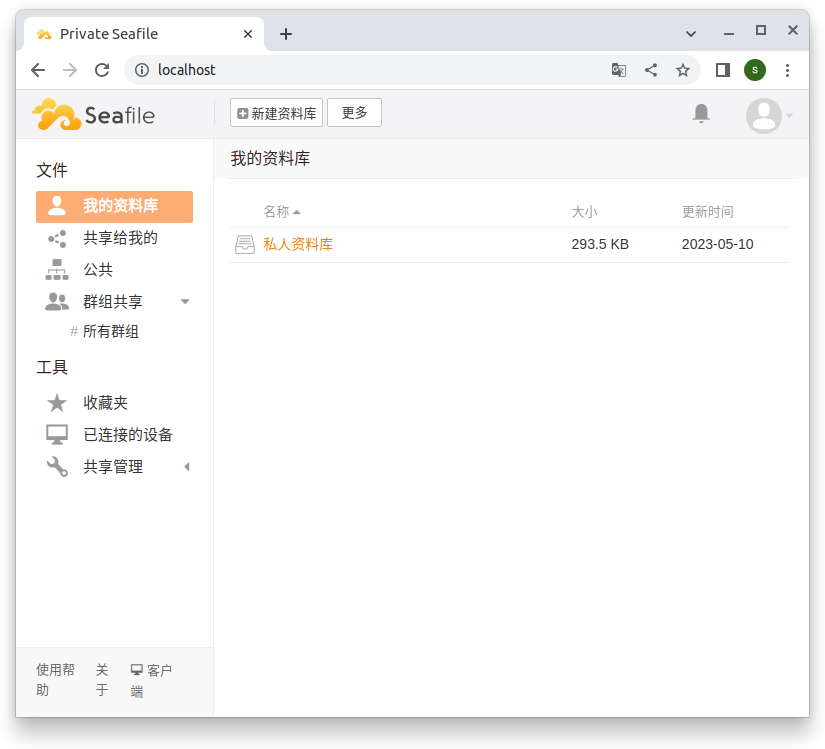 Private Seafile
localhost
S
Seafile
新建资料库
更多
文件
我的资料库
共享给我的
公共
群组共享
# 所有群组
工具
收藏夹
已连接的设备
共享管理
使用帮助
关于
客户端
我的资料库
名称 大小 更新时间
私人资料库 293.5 KB 2023-05-10